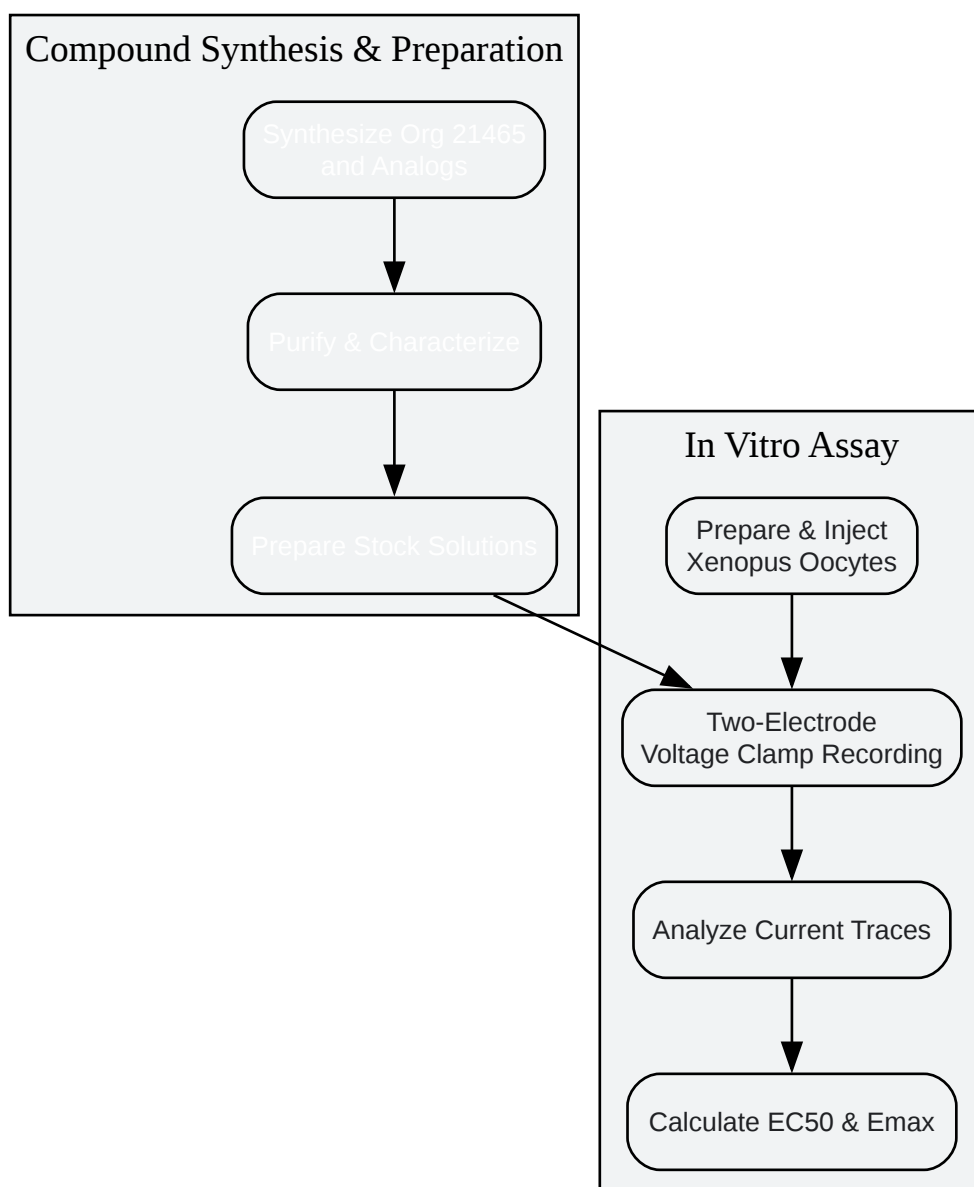 Compound Synthesis & Preparation
Synthesize Org 21465
and Analogs
Purify & Characterize
Prepare Stock Solutions
In Vitro Assay
Prepare & Inject
Xenopus Oocytes
Two-Electrode
Voltage Clamp Recording
Analyze Current Traces
Calculate EC50 & Emax